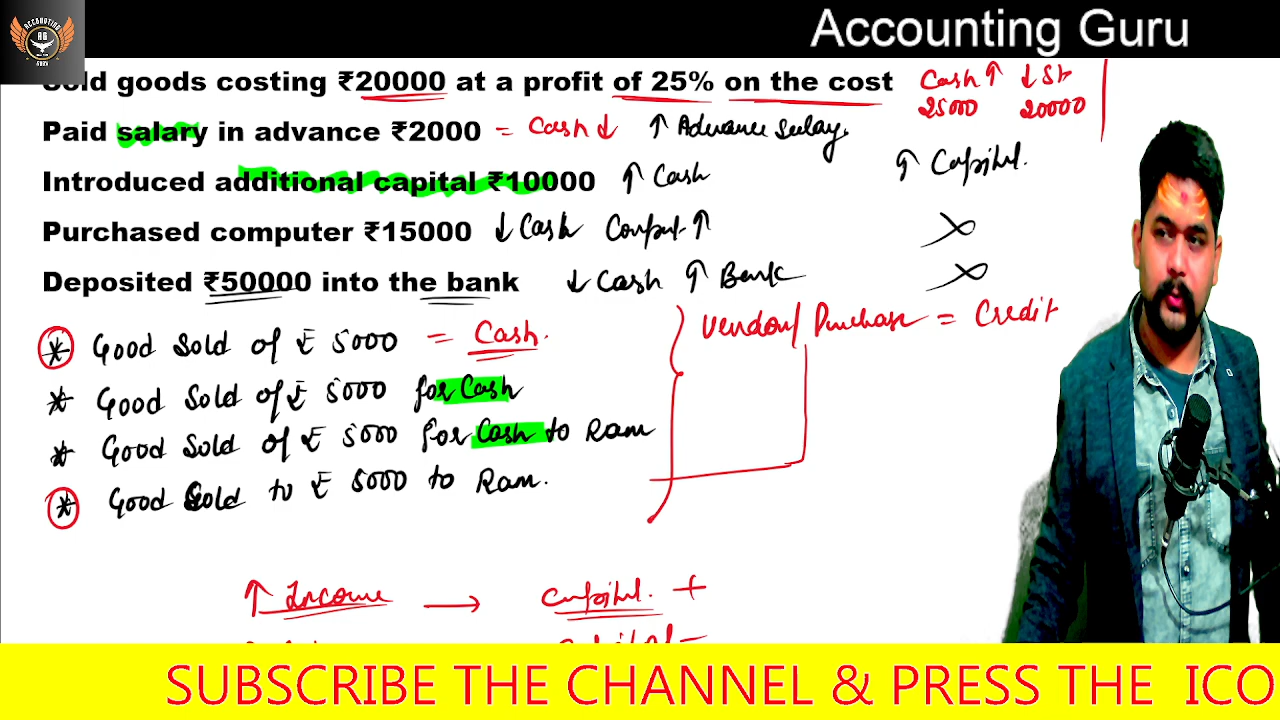 ACCOUNTING
AG
GURU
Accounting Guru
Sold goods costing ₹20000 at a profit of 25% on the cost Cash ↑ ↓ St
25000 20000
Paid salary in advance ₹2000 = Cash ↓ ↑ Advance Salary.
Introduced additional capital ₹10000 ↑ Cash ↑ Capital.
Purchased computer ₹15000 ↓ Cash Comput. ↑ ×
Deposited ₹50000 into the bank ↓ Cash ↑ Bank ×
* Good Sold of ₹ 5000 = Cash. Vendor/ Purchase = Credit
* Good Sold of ₹ 5000 for Cash
* Good Sold of ₹ 5000 for Cash to Ram
* Good Sold to ₹ 5000 to Ram.
↑ Income → Capital. +
SUBSCRIBE THE CHANNEL & PRESS THE ICO